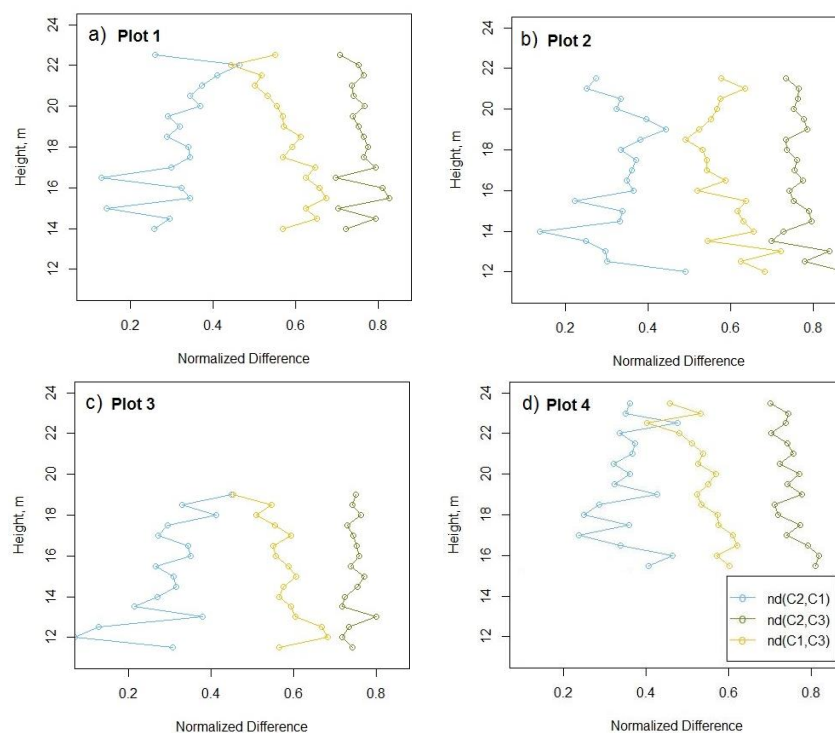 a) Plot 1
24
22
20
18
16
14
12
Height, m
0.2 0.4 0.6 0.8
Normalized Difference
b) Plot 2
24
22
20
18
16
14
12
Height, m
0.2 0.4 0.6 0.8
Normalized Difference
c) Plot 3
24
22
20
18
16
14
12
Height, m
0.2 0.4 0.6 0.8
Normalized Difference
d) Plot 4
24
22
20
18
16
14
12
Height, m
0.2 0.4 0.6 0.8
Normalized Difference
nd(C2,C1)
nd(C2,C3)
nd(C1,C3)